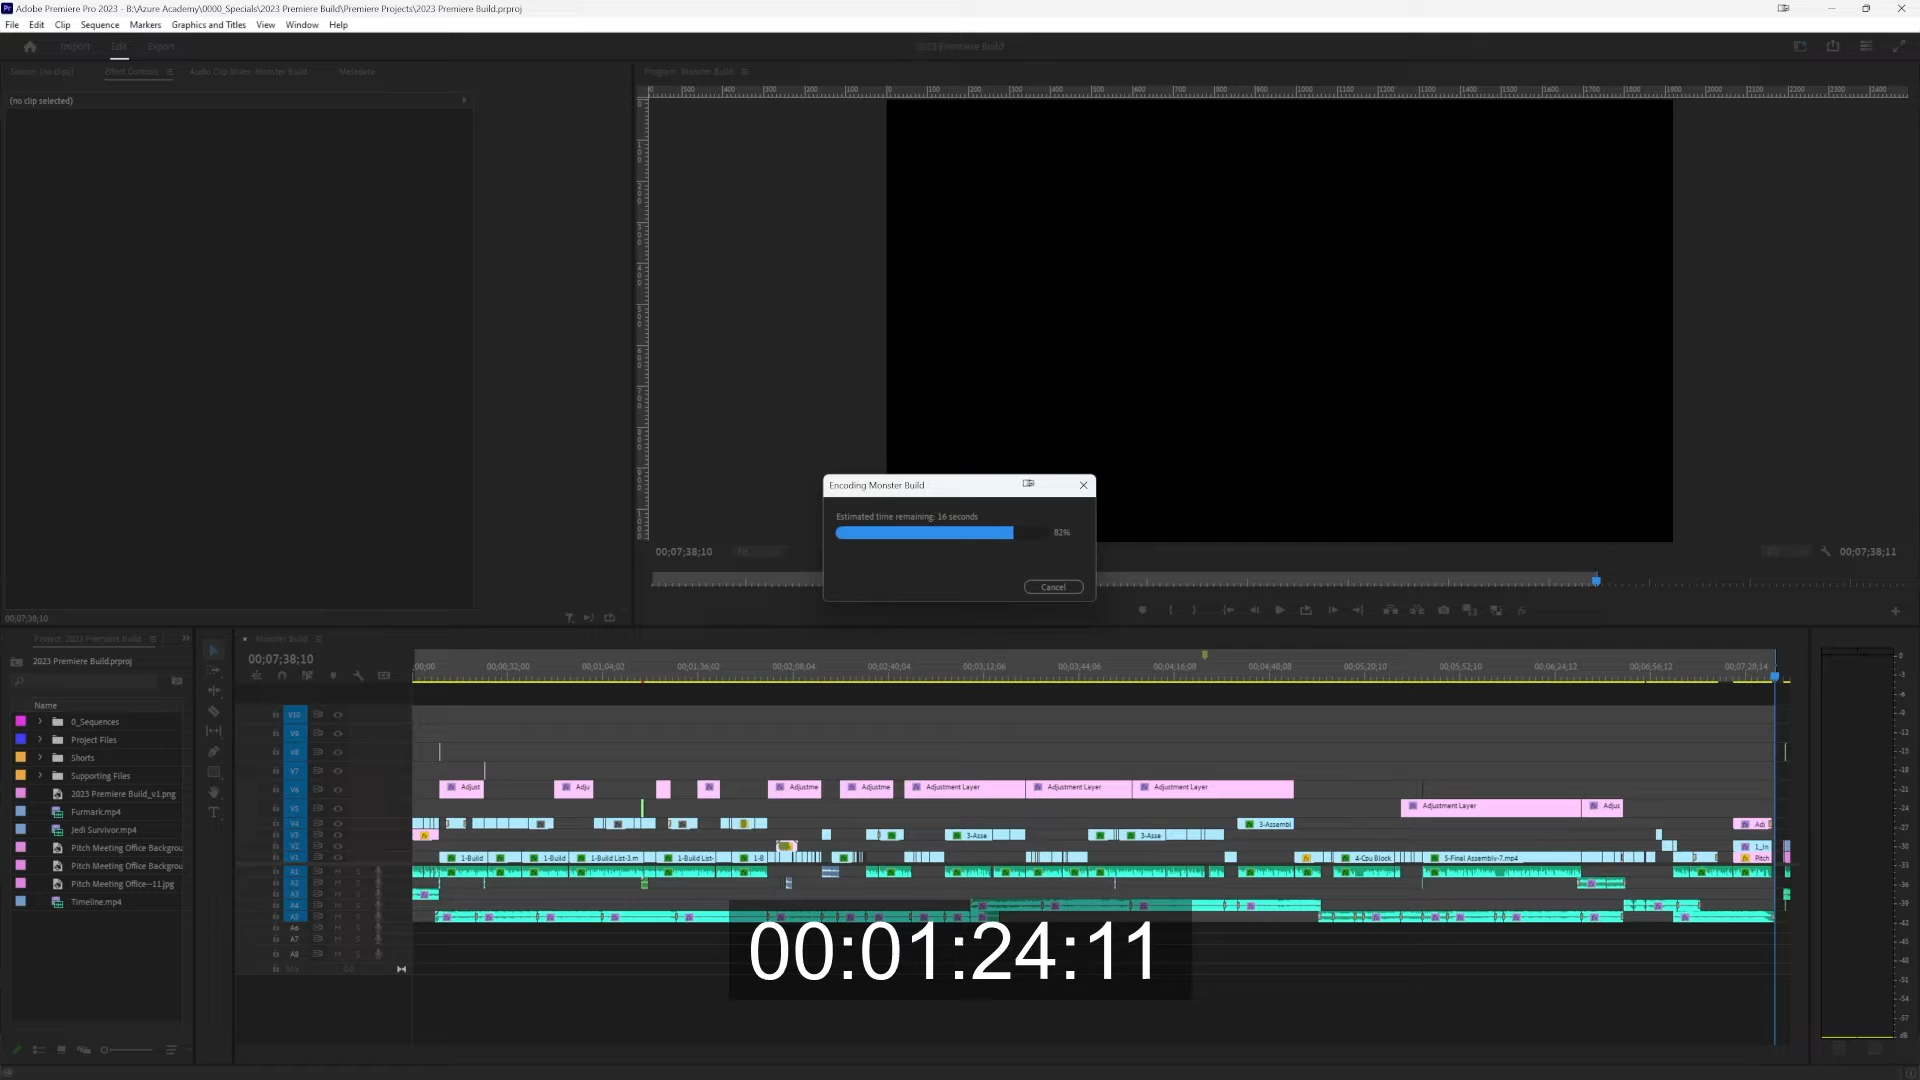 Adobe Premiere Pro 2023 - B:\Azure Academy\0000_Specials\2023 Premiere Build\Premiere Projects\2023 Premiere Build.prproj
File Edit Clip Sequence Markers Graphics and Titles View Window Help
Import Edit Export
Premiere Build
Source: (no clips) Effect Controls Audio Clip Mixer: Monster Build Metadata
Program: Monster Build
(no clip selected)
Encoding Monster Build
Estimated time remaining: 16 seconds
82%
Cancel
00;07;38;10
00;07;38;11
00;07;38;10
Project: 2023 Premiere Build
2023 Premiere Build.prproj
Name
0_Sequences
Project Files
Shorts
Supporting Files
2023 Premiere Build_v1.png
Furmark.mp4
Jedi Survivor.mp4
Pitch Meeting Office Backgrou
Pitch Meeting Office Backgrou
Pitch Meeting Office--11.jpg
Timeline.mp4
Monster Build
00;07;38;10
;00;00 00;00;32;00 00;01;04;02 00;01;36;02 00;02;08;04 00;02;40;04 00;03;12;06 00;03;44;06 00;04;16;08 00;04;48;08 00;05;20;10 00;05;52;10 00;06;24;12 00;06;56;12 00;07;28;14
V10
V9
V8
V7
V6 Adjust Adju Adjustme Adjustme Adjustment Layer Adjustment Layer Adjustment Layer
V5 Adjustment Layer Adjus
V4 3-Assembl Adj
V3 3-Asse 3-Asse
V2 1_In
V1 1-Build 1-Build 1-Build List-3.m 1-Build List- 1-B 4-Cpu Block 5-Final Assembly-7.mp4 Pitch
A1 M S
A2 M S
A3 M S
A4 M S
A5 M S
A6 M S
A7 M S
A8 M S
00:01:24:11